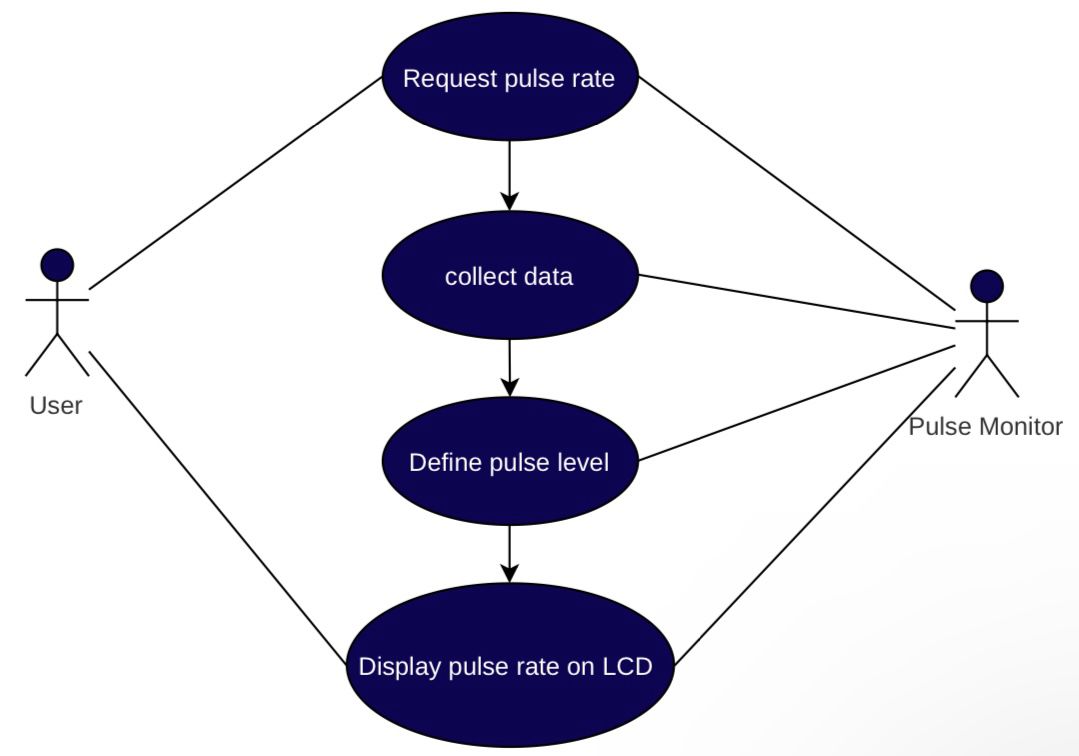 Request pulse rate
collect data
User
Pulse Monitor
Define pulse level
Display pulse rate on LCD